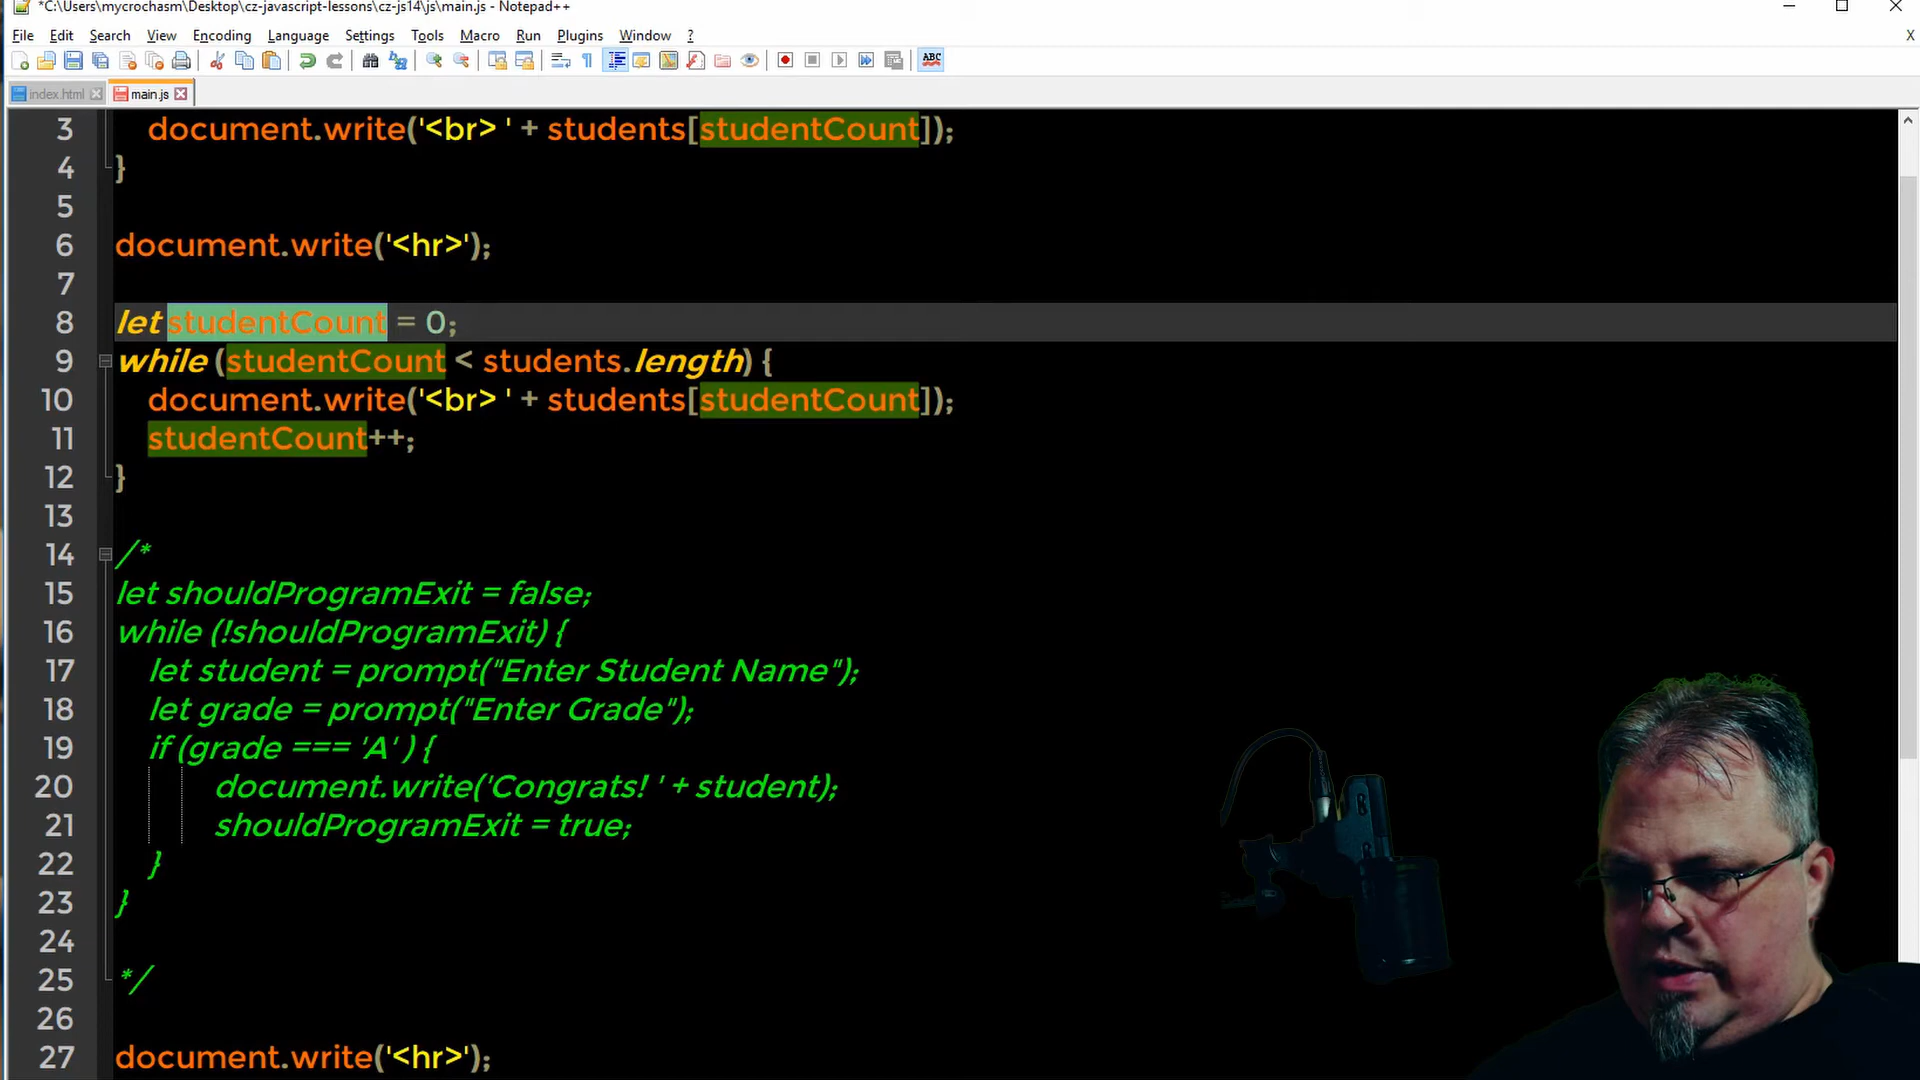 *C:\Users\mycrochasm\Desktop\cz-javascript-lessons\cz-js14\js\main.js - Notepad++
File Edit Search View Encoding Language Settings Tools Macro Run Plugins Window ? X
ABC
index.html main.js
3 document.write('<br> ' + students[studentCount]);
4 }
5
6 document.write('<hr>');
7
8 let studentCount = 0;
9 while (studentCount < students.length) {
10 document.write('<br> ' + students[studentCount]);
11 studentCount++;
12 }
13
14 /*
15 let shouldProgramExit = false;
16 while (!shouldProgramExit) {
17 let student = prompt("Enter Student Name");
18 let grade = prompt("Enter Grade");
19 if (grade === 'A' ) {
20 document.write('Congrats! ' + student);
21 shouldProgramExit = true;
22 }
23 }
24
25 */
26
27 document.write('<hr>');